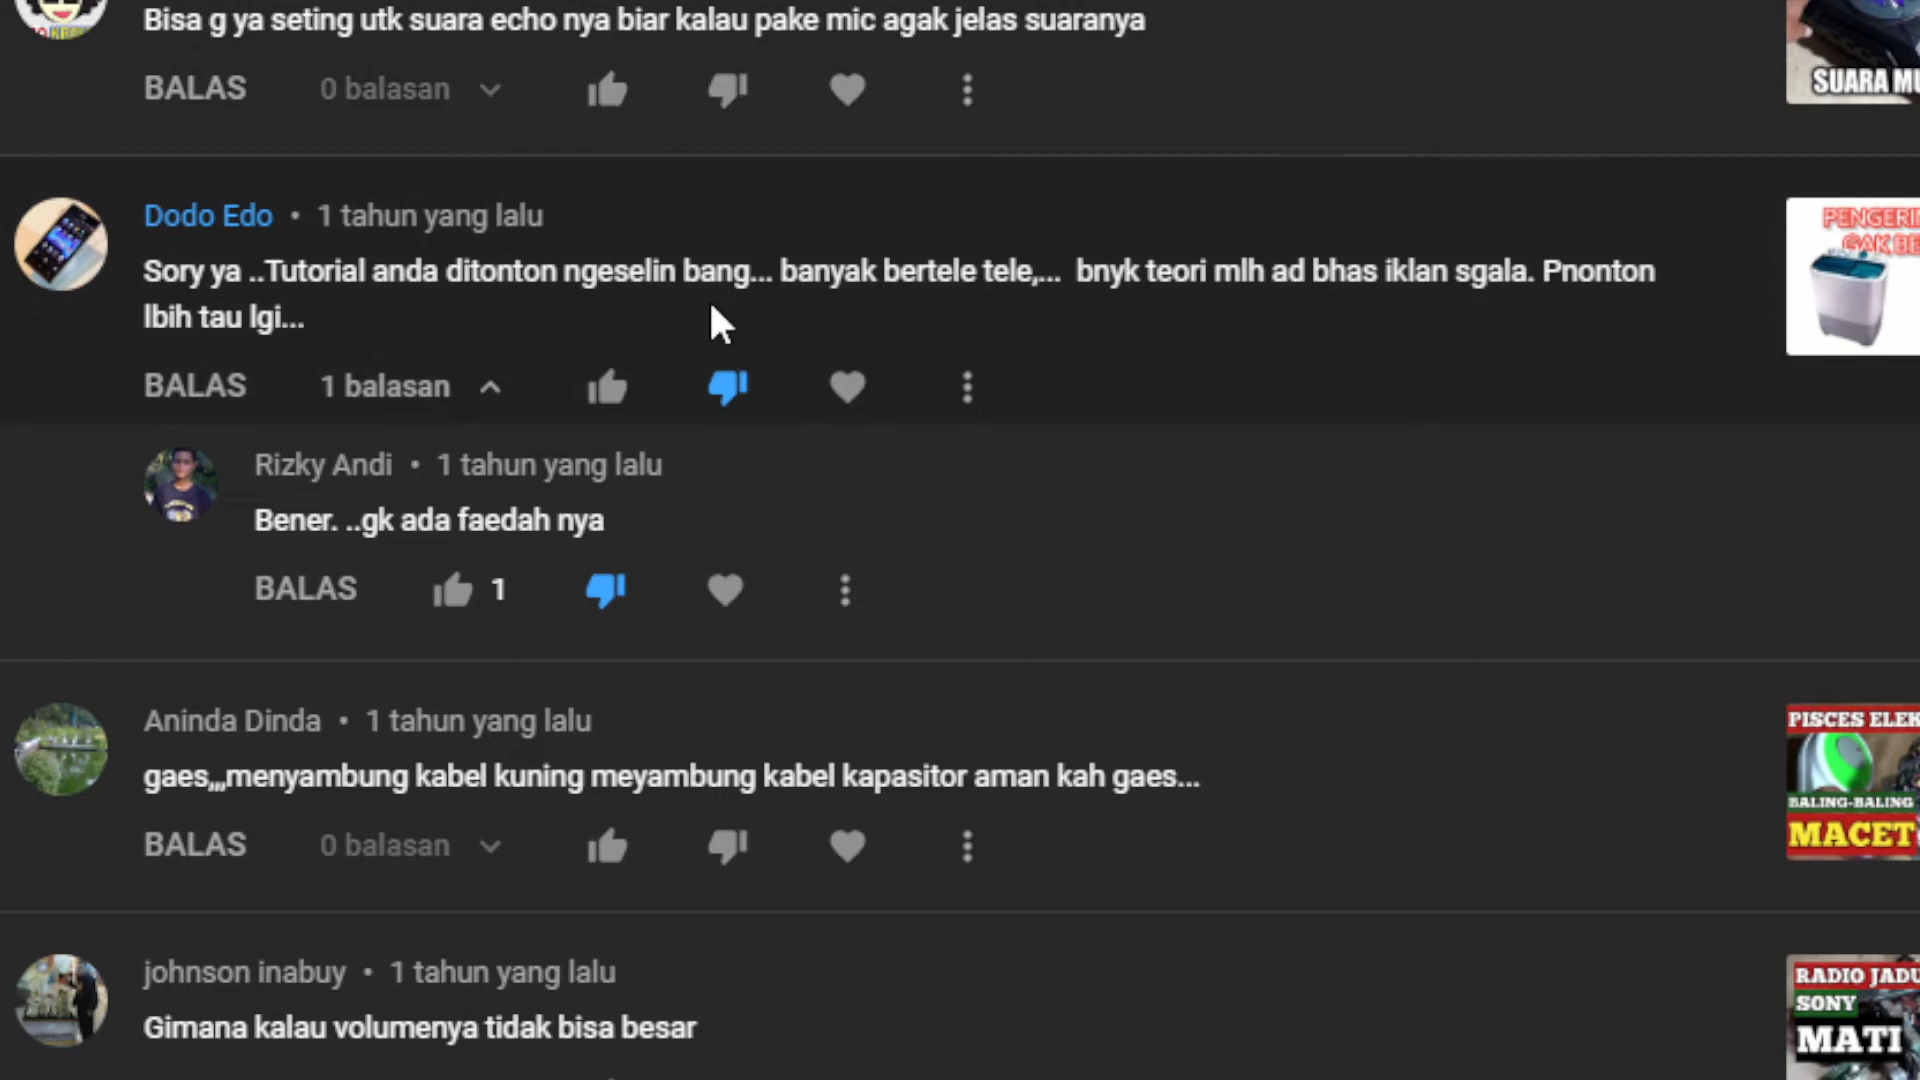 Bisa g ya seting utk suara echo nya biar kalau pake mic agak jelas suaranya
BALAS 0 balasan
SUARA MU
Dodo Edo • 1 tahun yang lalu
Sory ya ..Tutorial anda ditonton ngeselin bang... banyak bertele tele,... bnyk teori mlh ad bhas iklan sgala. Pnonton
lbih tau lgi...
BALAS 1 balasan
PENGERIN
GAK BE
Rizky Andi • 1 tahun yang lalu
Bener. ..gk ada faedah nya
BALAS 1
Aninda Dinda • 1 tahun yang lalu
gaes,,,menyambung kabel kuning meyambung kabel kapasitor aman kah gaes...
BALAS 0 balasan
PISCES ELEK
BALING-BALING
MACET
johnson inabuy • 1 tahun yang lalu
Gimana kalau volumenya tidak bisa besar
RADIO JADU
SONY
MATI